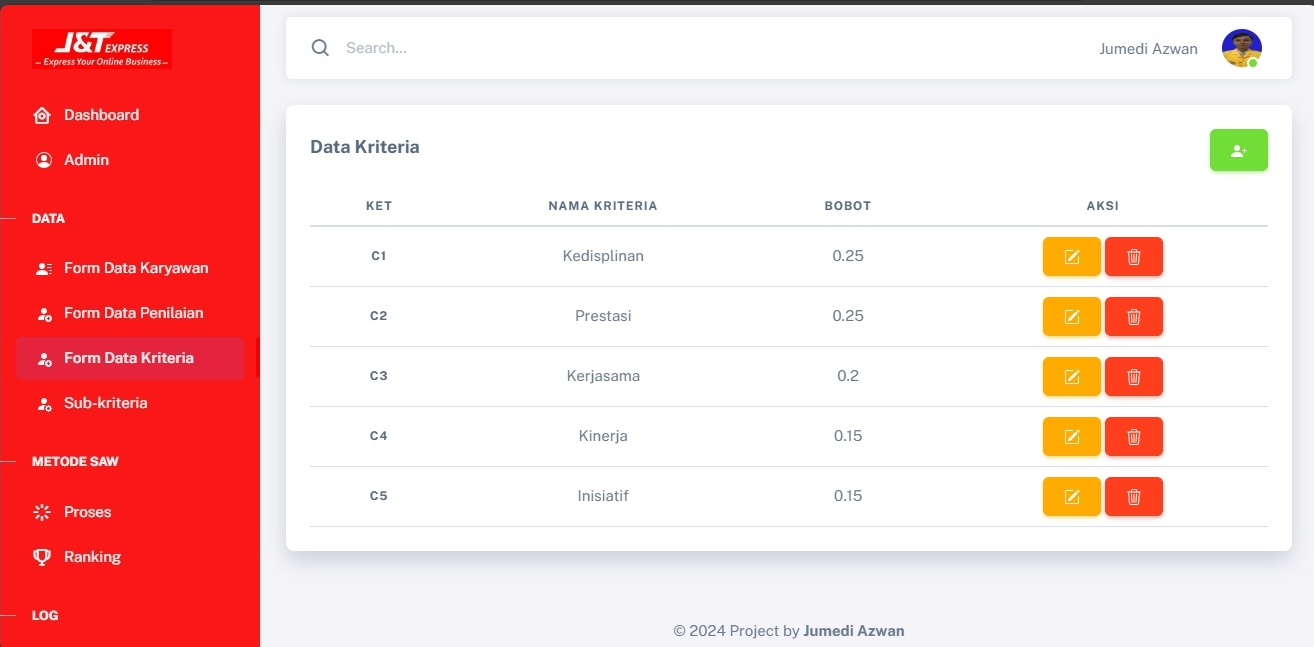 J&T EXPRESS
– Express Your Online Business –
Dashboard
Admin
DATA
Form Data Karyawan
Form Data Penilaian
Form Data Kriteria
Sub-kriteria
METODE SAW
Proses
Ranking
LOG
Search...
Jumedi Azwan
Data Kriteria
KET NAMA KRITERIA BOBOT AKSI
C1 Kedisplinan 0.25
C2 Prestasi 0.25
C3 Kerjasama 0.2
C4 Kinerja 0.15
C5 Inisiatif 0.15
© 2024 Project by Jumedi Azwan